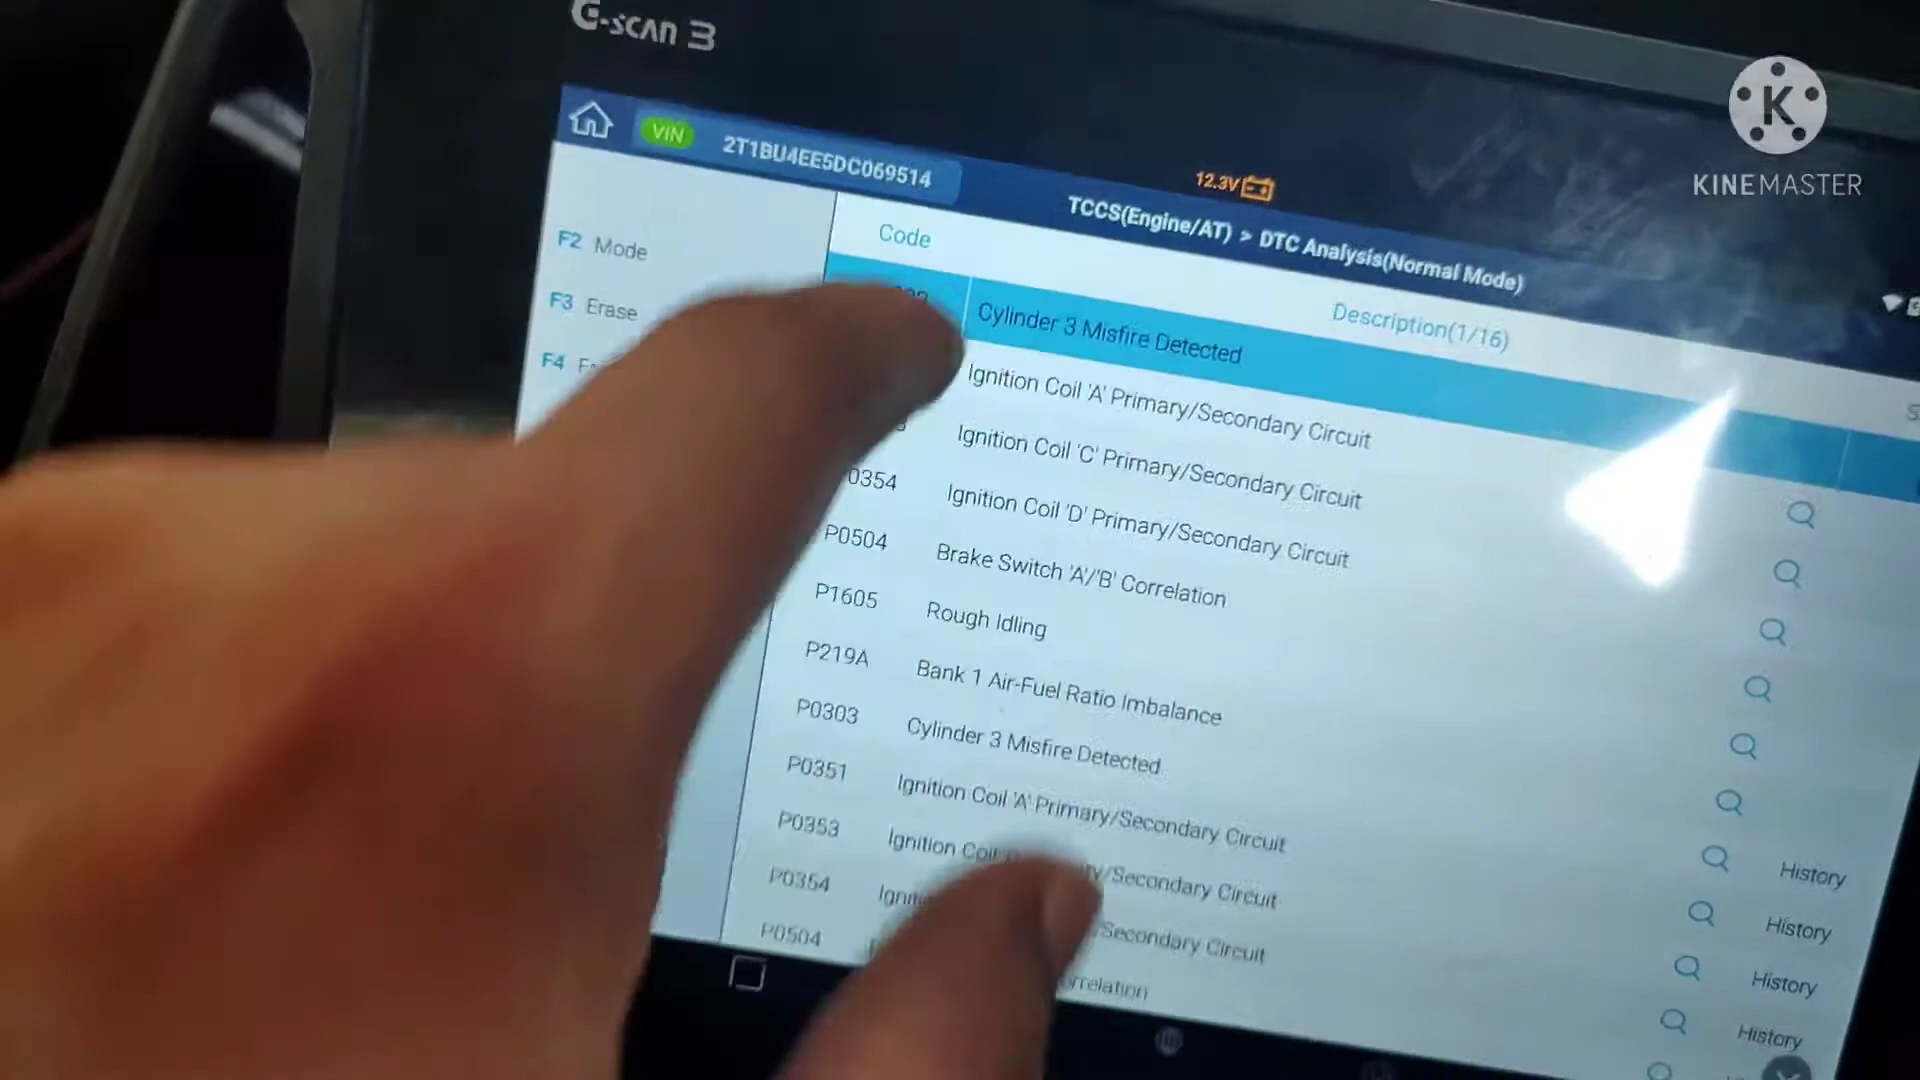 G-SCAN 3
K
KINEMASTER
VIN 2T1BU4EE5DC069514
12.3V
TCCS(Engine/AT) > DTC Analysis(Normal Mode)
F2 Mode
F3 Erase
F4
Code
Description(1/16)
Cylinder 3 Misfire Detected
Ignition Coil 'A' Primary/Secondary Circuit
Ignition Coil 'C' Primary/Secondary Circuit
0354 Ignition Coil 'D' Primary/Secondary Circuit
P0504 Brake Switch 'A'/'B' Correlation
P1605 Rough Idling
P219A Bank 1 Air-Fuel Ratio Imbalance
P0303 Cylinder 3 Misfire Detected
P0351 Ignition Coil 'A' Primary/Secondary Circuit History
P0353 Ignition Coil /Secondary Circuit History
P0354 /Secondary Circuit History
P0504 orrelation History